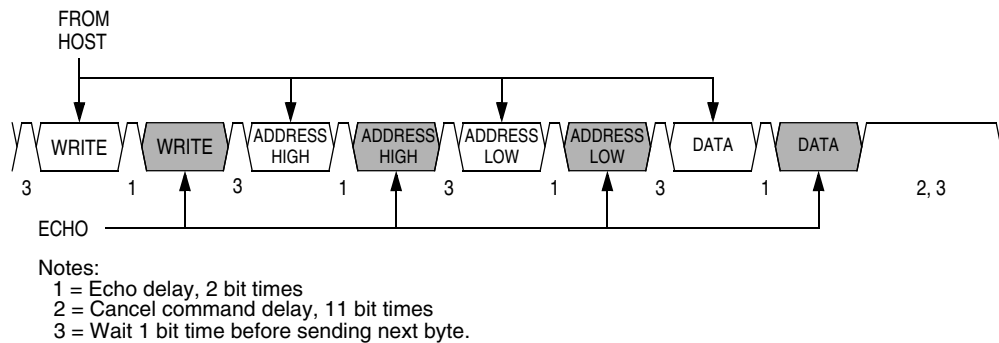 FROM
HOST
WRITE WRITE ADDRESS HIGH ADDRESS HIGH ADDRESS LOW ADDRESS LOW DATA DATA
3 1 3 1 3 1 3 1 2, 3
ECHO
Notes:
1 = Echo delay, 2 bit times
2 = Cancel command delay, 11 bit times
3 = Wait 1 bit time before sending next byte.